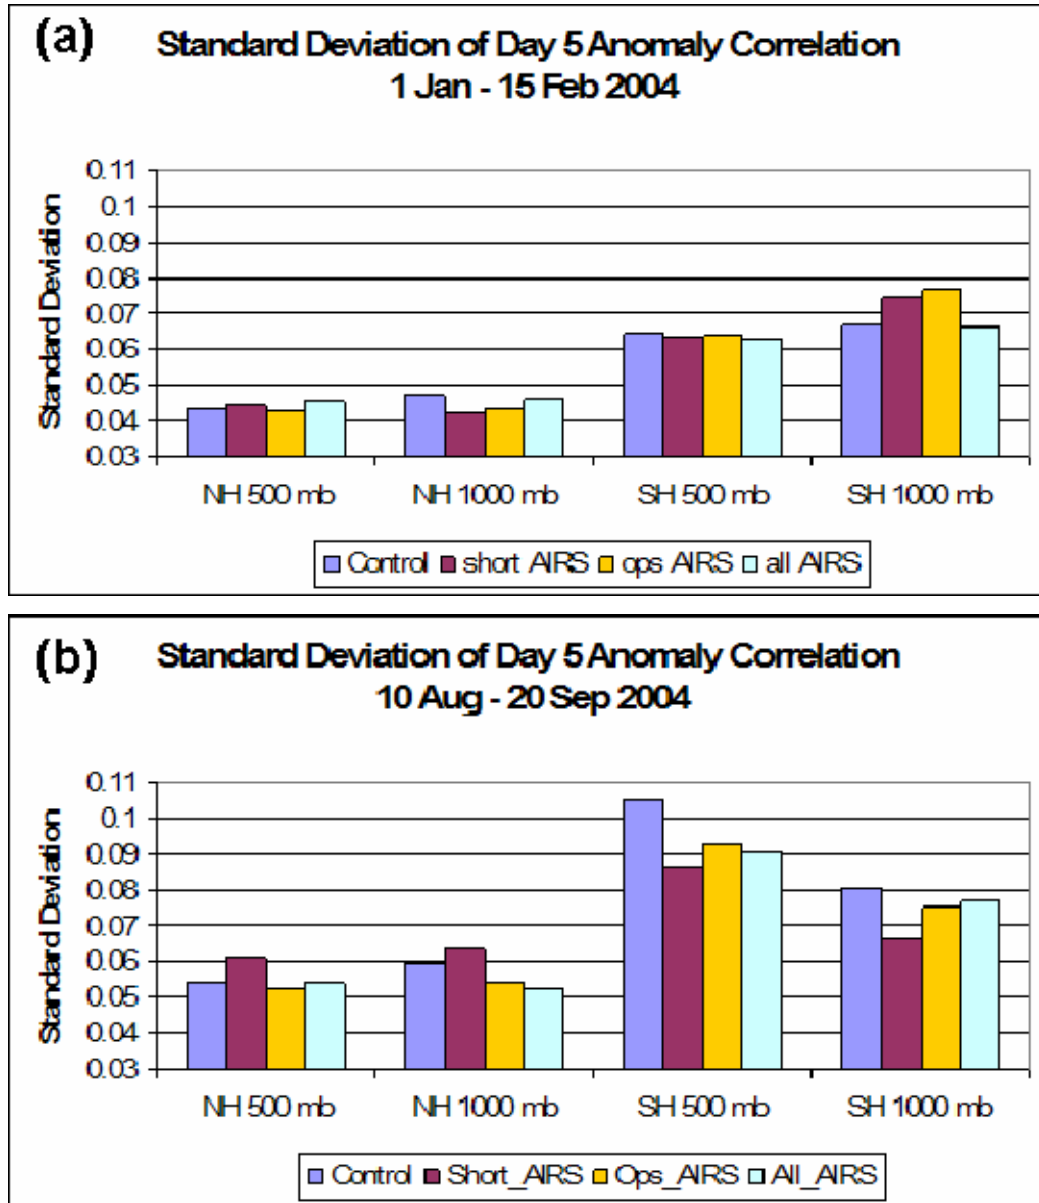 (a) Standard Deviation of Day 5 Anomaly Correlation
1 Jan - 15 Feb 2004
Standard Deviation
0.11
0.1
0.09
0.08
0.07
0.06
0.05
0.04
0.03
NH 500 mb NH 1000 mb SH 500 mb SH 1000 mb
Control short AIRS ops AIRS all AIRS
(b) Standard Deviation of Day 5 Anomaly Correlation
10 Aug - 20 Sep 2004
Standard Deviation
0.11
0.1
0.09
0.08
0.07
0.06
0.05
0.04
0.03
NH 500 mb NH 1000 mb SH 500 mb SH 1000 mb
Control Short_AIRS Ops_AIRS All_AIRS